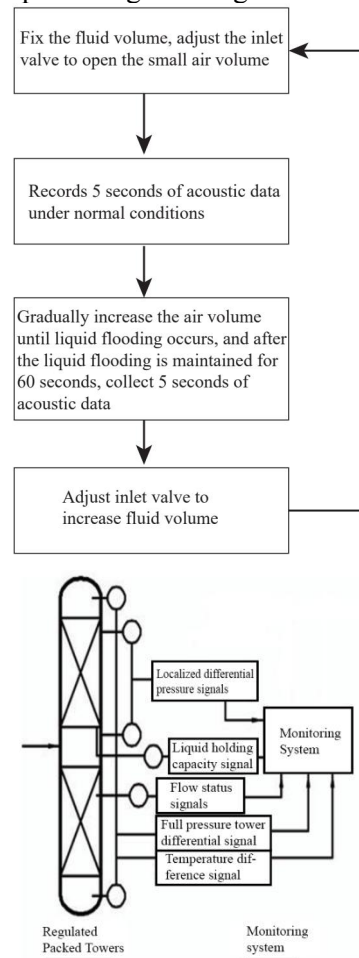 Fix the fluid volume, adjust the inlet
valve to open the small air volume
Records 5 seconds of acoustic data
under normal conditions
Gradually increase the air volume
until liquid flooding occurs, and after
the liquid flooding is maintained for
60 seconds, collect 5 seconds of
acoustic data
Adjust inlet valve to
increase fluid volume
Localized differential
pressure signals
Monitoring
System
Liquid holding
capacity signal
Flow status
signals
Full pressure tower
differential signal
Temperature dif-
ference signal
Regulated
Packed Towers
Monitoring
system